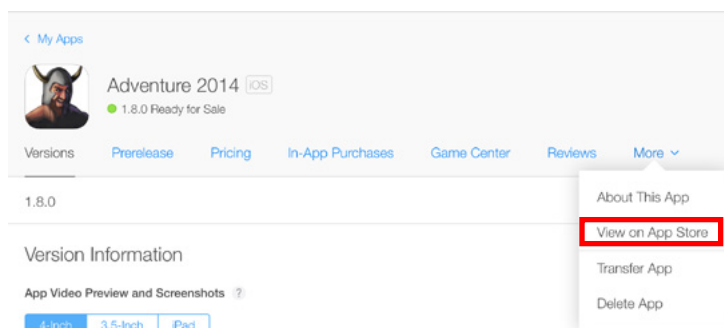 < My Apps
Adventure 2014 iOS
1.8.0 Ready for Sale
Versions Prerelease Pricing In-App Purchases Game Center Reviews More
1.8.0
About This App
View on App Store
Transfer App
Delete App
Version Information
App Video Preview and Screenshots ?
4-Inch 3.5-Inch iPad